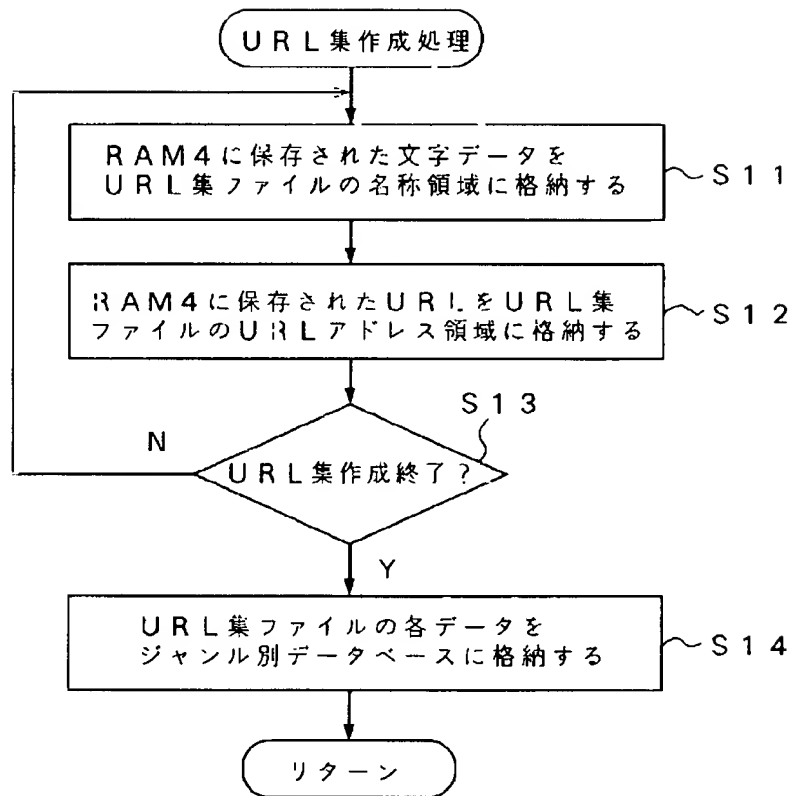 URL集作成処理
RAM4に保存された文字データを
URL集ファイルの名称領域に格納する
S11
RAM4に保存されたURLをURL集
ファイルのURLアドレス領域に格納する
S12
S13
N
URL集作成終了?
Y
URL集ファイルの各データを
ジャンル別データベースに格納する
S14
リターン